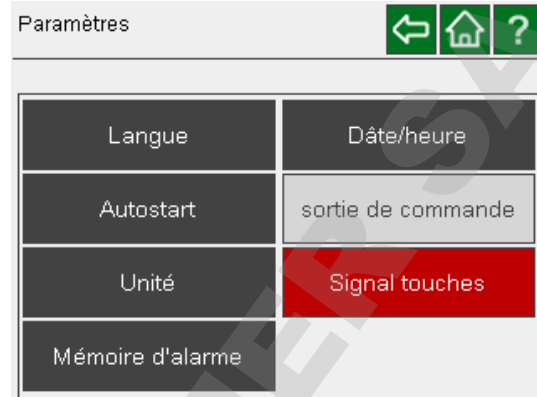 Paramètres
?
Langue
Dâte/heure
Autostart
sortie de commande
Unité
Signal touches
Mémoire d'alarme